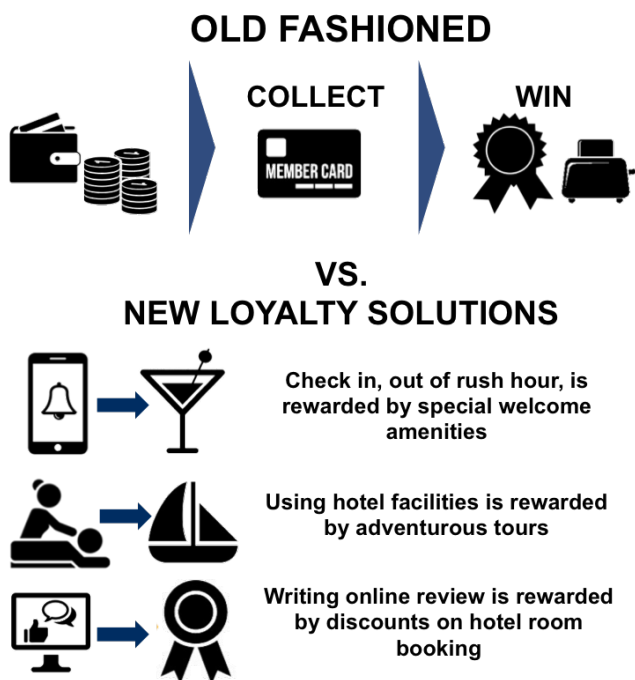 OLD FASHIONED
COLLECT
WIN
MEMBER CARD
VS.
NEW LOYALTY SOLUTIONS
Check in, out of rush hour, is
rewarded by special welcome
amenities
Using hotel facilities is rewarded
by adventurous tours
Writing online review is rewarded
by discounts on hotel room
booking